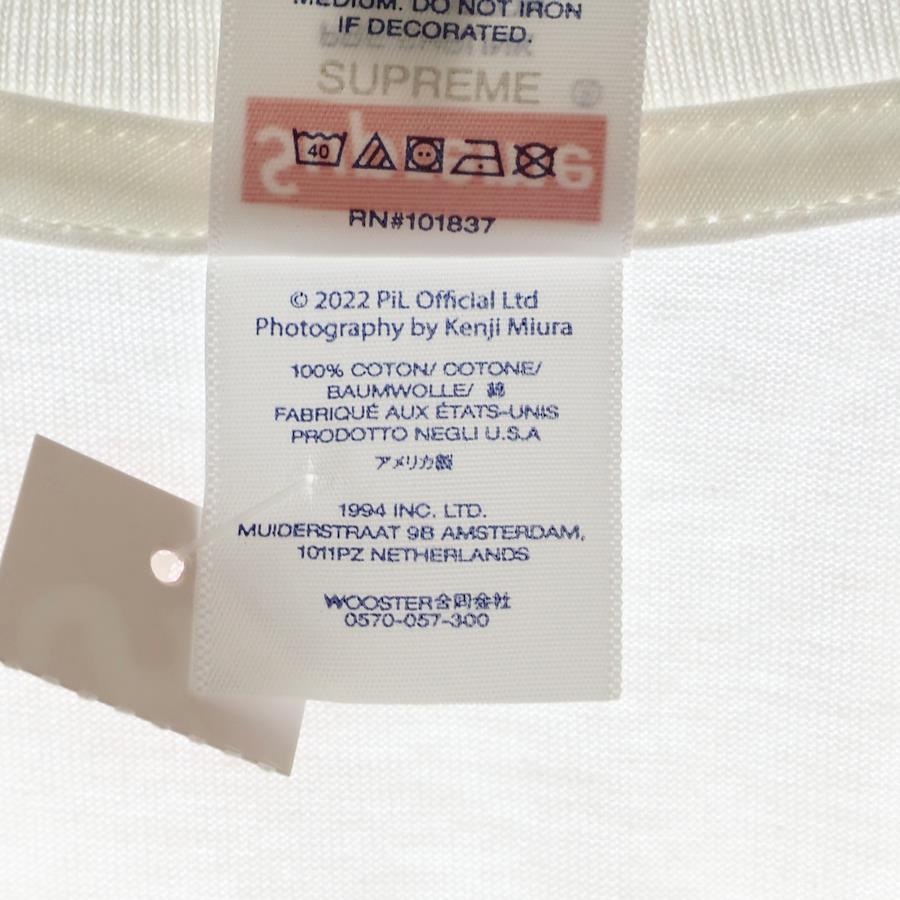 MEDIUM. DO NOT IRON
IF DECORATED.
SUPREME
Supreme
40
RN#101837
© 2022 PiL Official Ltd
Photography by Kenji Miura
100% COTON/ COTONE/
BAUMWOLLE/ 綿
FABRIQUÉ AUX ÉTATS-UNIS
PRODOTTO NEGLI U.S.A
アメリカ製
1994 INC. LTD.
MUIDERSTRAAT 9B AMSTERDAM,
1011PZ NETHERLANDS
WOOSTER合同会社
0570-057-300